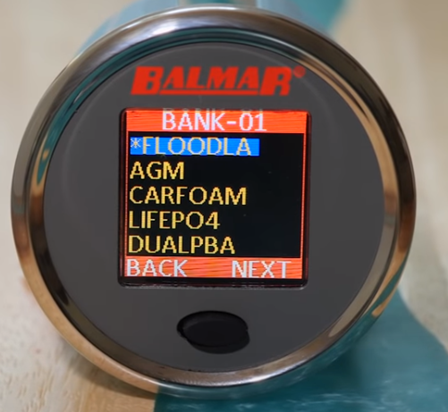 BALMAR®
BANK-01
*FLOODLA
AGM
CARFOAM
LIFEPO4
DUALPBA
BACK NEXT